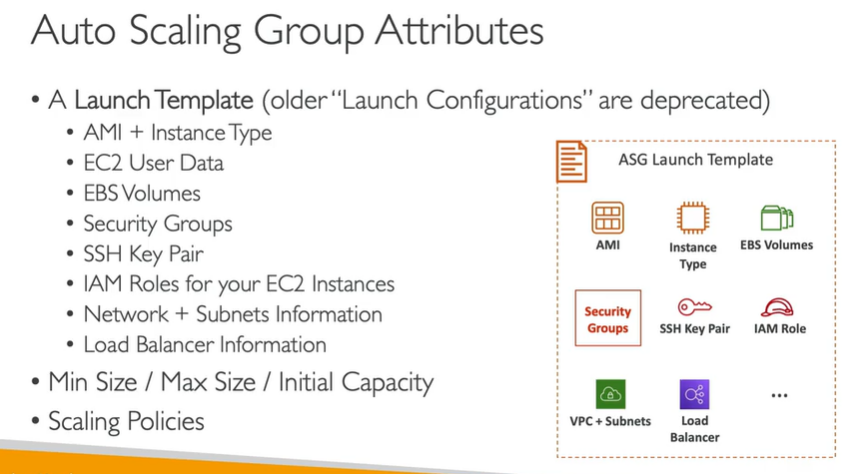 Auto Scaling Group Attributes
• A Launch Template (older “Launch Configurations” are deprecated)
• AMI + Instance Type
• EC2 User Data
• EBS Volumes
• Security Groups
• SSH Key Pair
• IAM Roles for your EC2 Instances
• Network + Subnets Information
• Load Balancer Information
• Min Size / Max Size / Initial Capacity
• Scaling Policies
ASG Launch Template
AMI
Instance
Type
EBS Volumes
Security
Groups
SSH Key Pair
IAM Role
VPC + Subnets
Load
Balancer
...